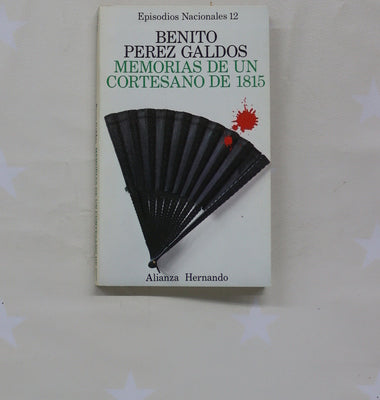 Episodios Nacionales 12
BENITO
PEREZ GALDOS
MEMORIAS DE UN
CORTESANO DE 1815
Alianza Hernando